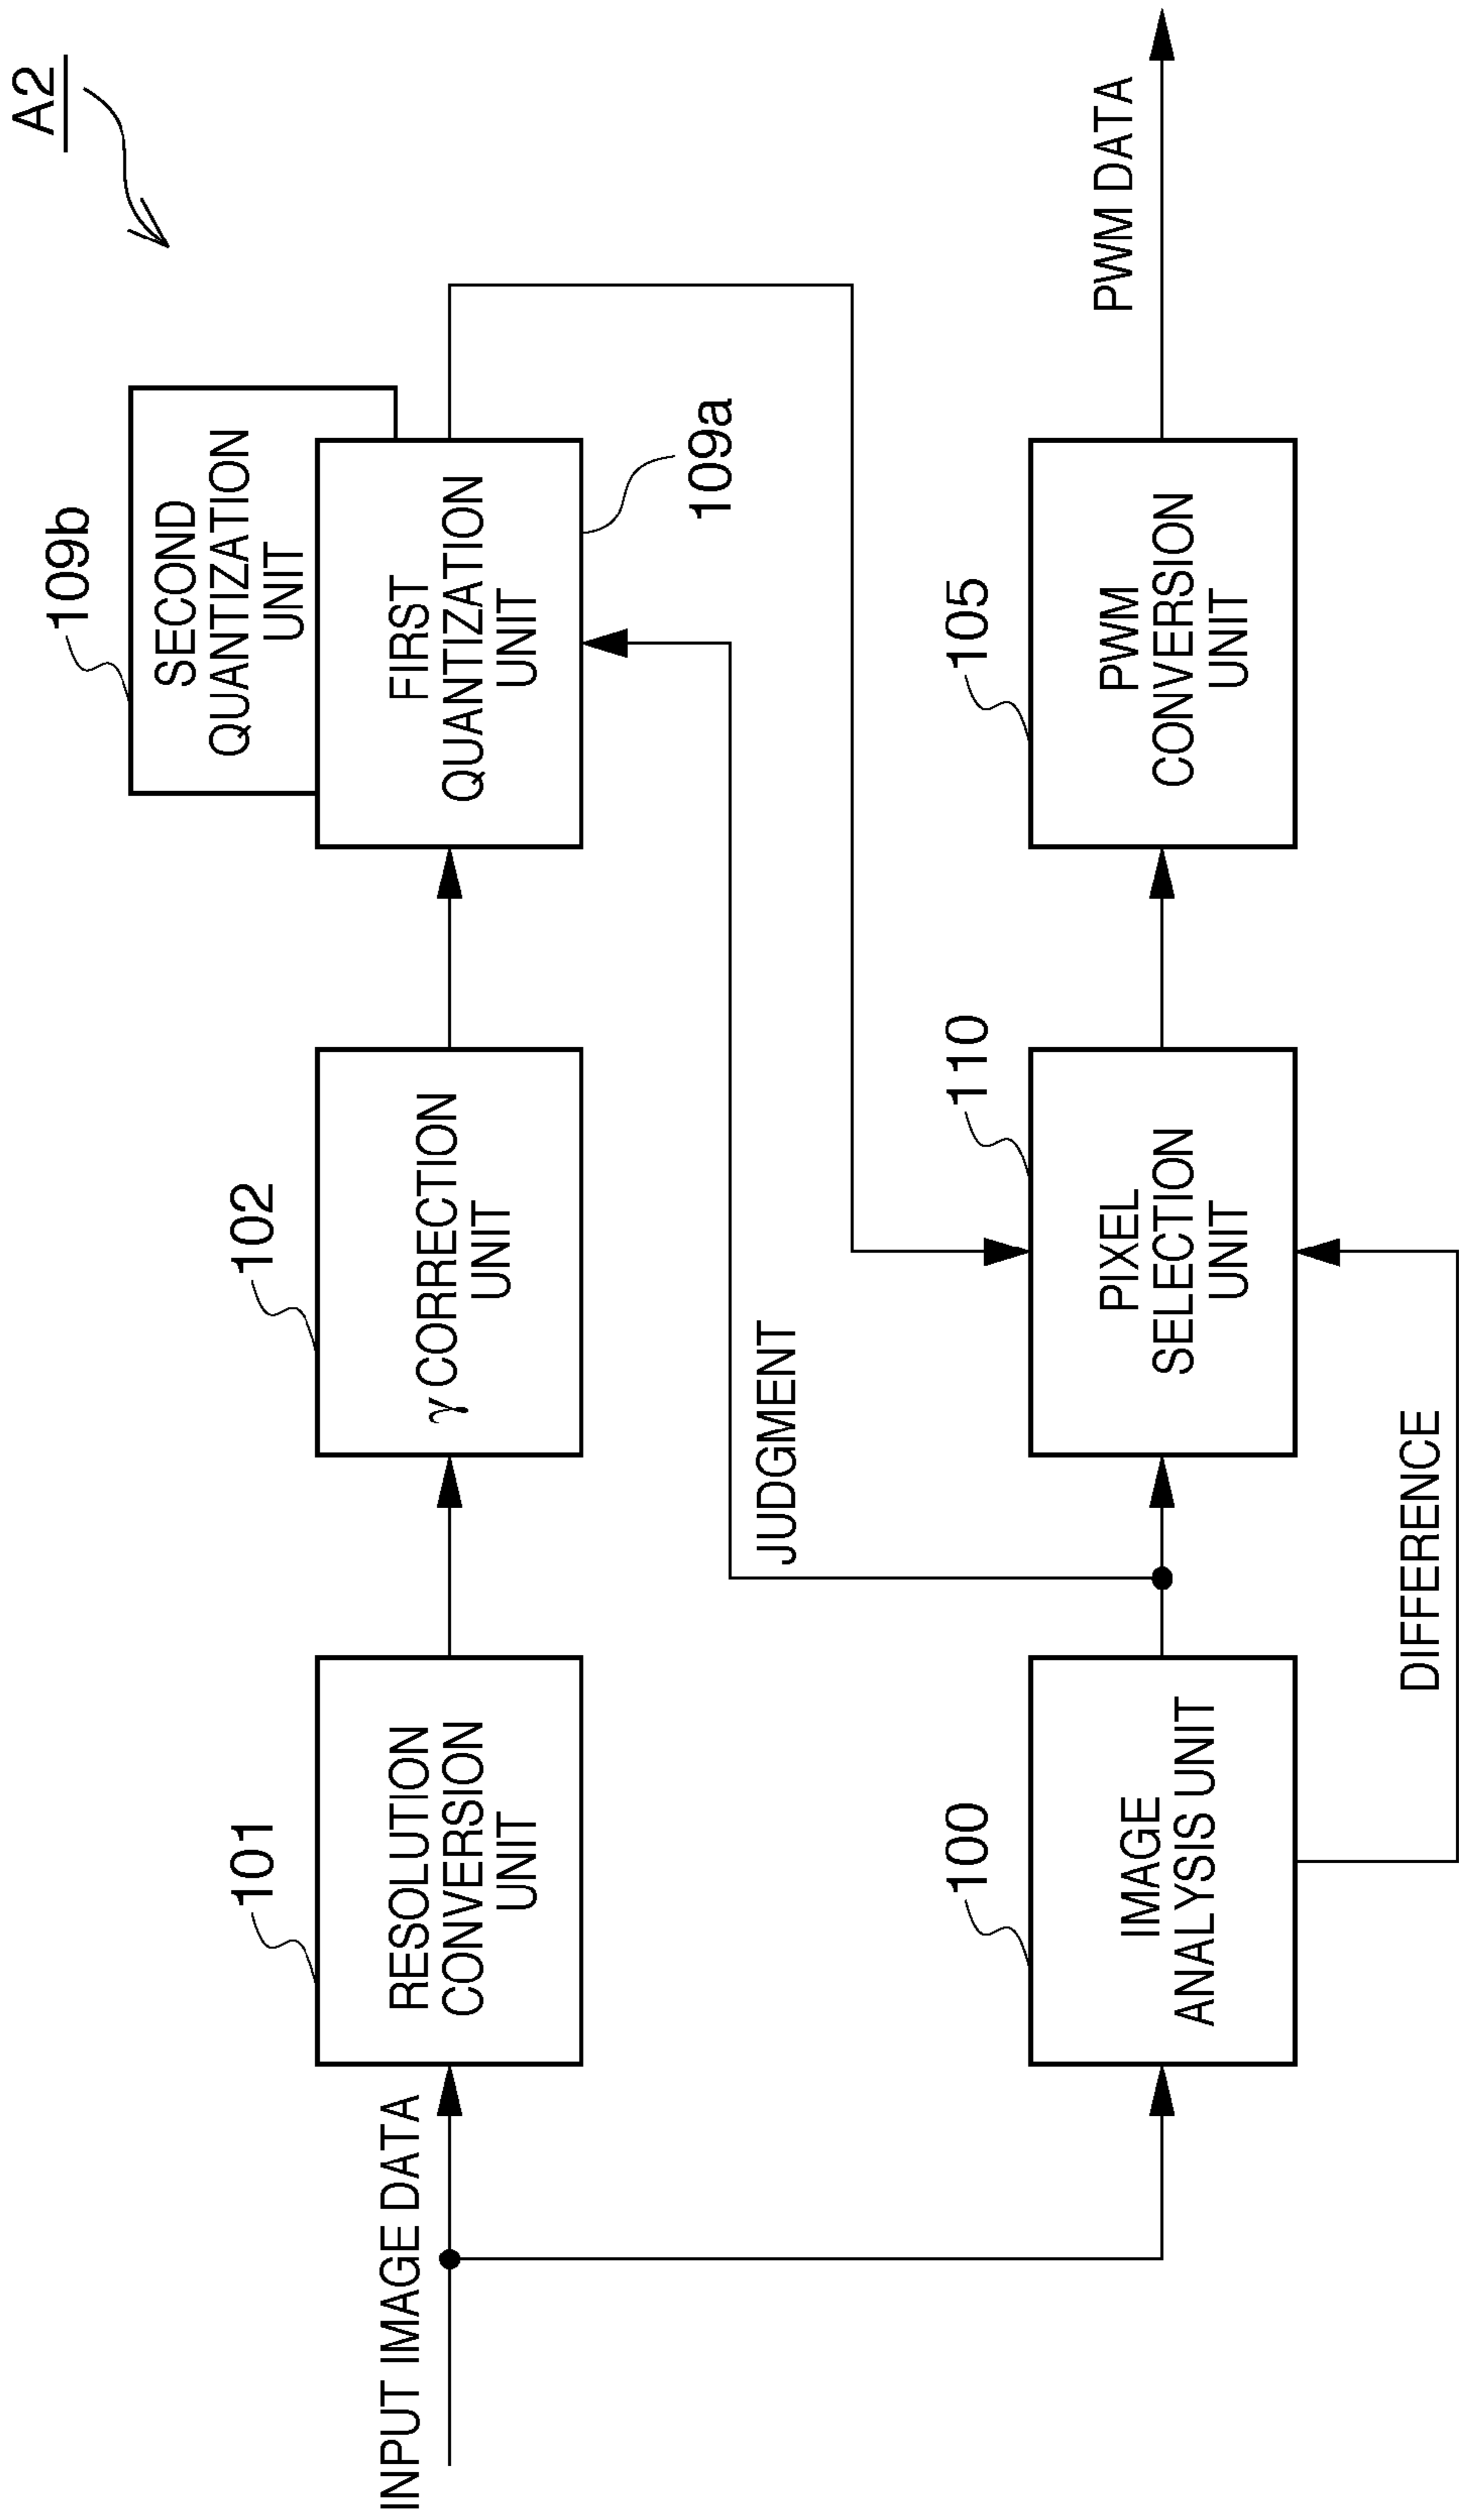 A2
109b
SECOND
QUANTIZATION
UNIT
101
102
RESOLUTION
CONVERSION
UNIT
γ CORRECTION
UNIT
FIRST
QUANTIZATION
UNIT
109a
INPUT IMAGE DATA
JUDGMENT
100
110
105
IMAGE
ANALYSIS UNIT
PIXEL
SELECTION
UNIT
PWM
CONVERSION
UNIT
PWM DATA
DIFFERENCE